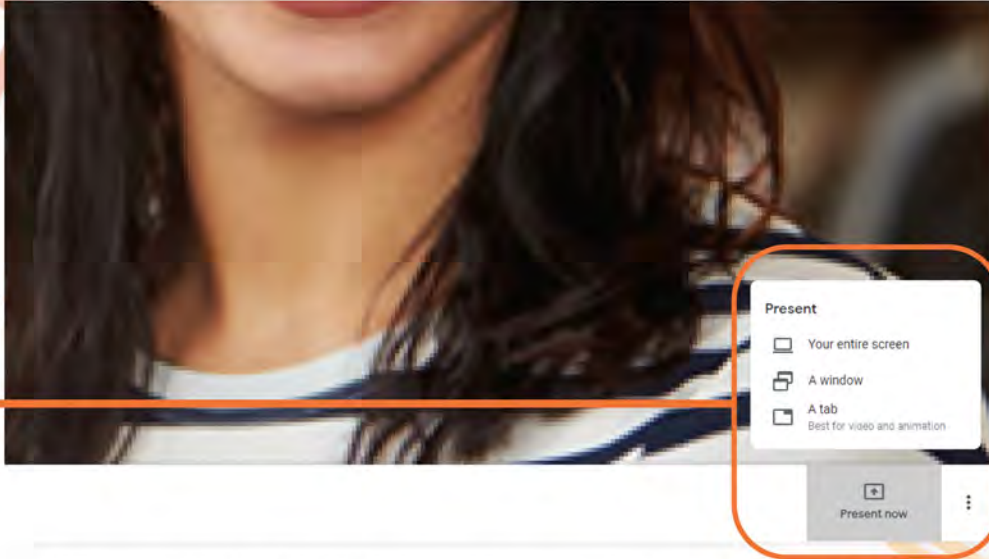 Present
Your entire screen
A window
A tab
Best for video and animation
Present now